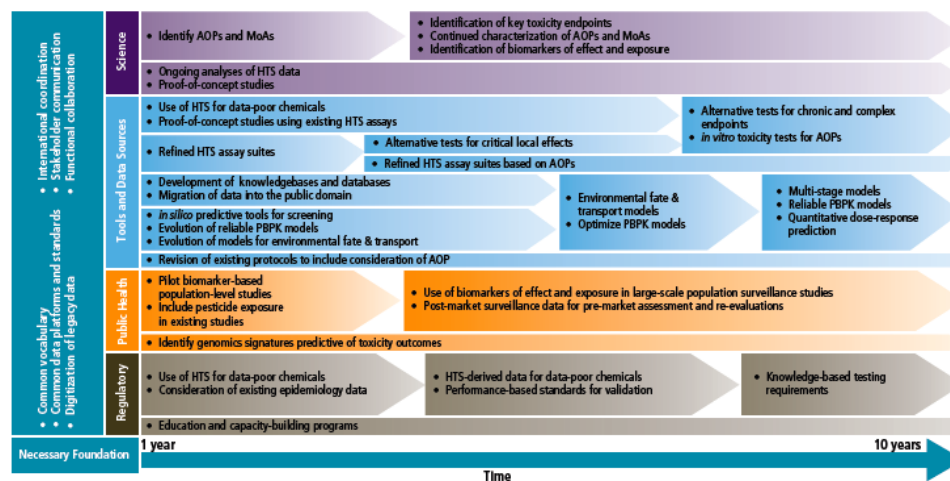 • International coordination
• Stakeholder communication
• Functional collaboration
• Common vocabulary
• Common data platforms and standards
• Digitization of legacy data
Science
• Identify AOPs and MoAs
• Identification of key toxicity endpoints
• Continued characterization of AOPs and MoAs
• Identification of biomarkers of effect and exposure
• Ongoing analyses of HTS data
• Proof-of-concept studies
Tools and Data Sources
• Use of HTS for data-poor chemicals
• Proof-of-concept studies using existing HTS assays
• Alternative tests for chronic and complex
endpoints
• in vitro toxicity tests for AOPs
• Refined HTS assay suites
• Alternative tests for critical local effects
• Refined HTS assay suites based on AOPs
• Development of knowledgebases and databases
• Migration of data into the public domain
• in silico predictive tools for screening
• Evolution of reliable PBPK models
• Evolution of models for environmental fate & transport
• Environmental fate &
transport models
• Optimize PBPK models
• Multi-stage models
• Reliable PBPK models
• Quantitative dose-response
prediction
• Revision of existing protocols to include consideration of AOP
Public Health
• Pilot biomarker-based
population-level studies
• Include pesticide exposure
in existing studies
• Use of biomarkers of effect and exposure in large-scale population surveillance studies
• Post-market surveillance data for pre-market assessment and re-evaluations
• Identify genomics signatures predictive of toxicity outcomes
Regulatory
• Use of HTS for data-poor chemicals
• Consideration of existing epidemiology data
• HTS-derived data for data-poor chemicals
• Performance-based standards for validation
• Knowledge-based testing
requirements
• Education and capacity-building programs
Necessary Foundation
1 year
10 years
Time